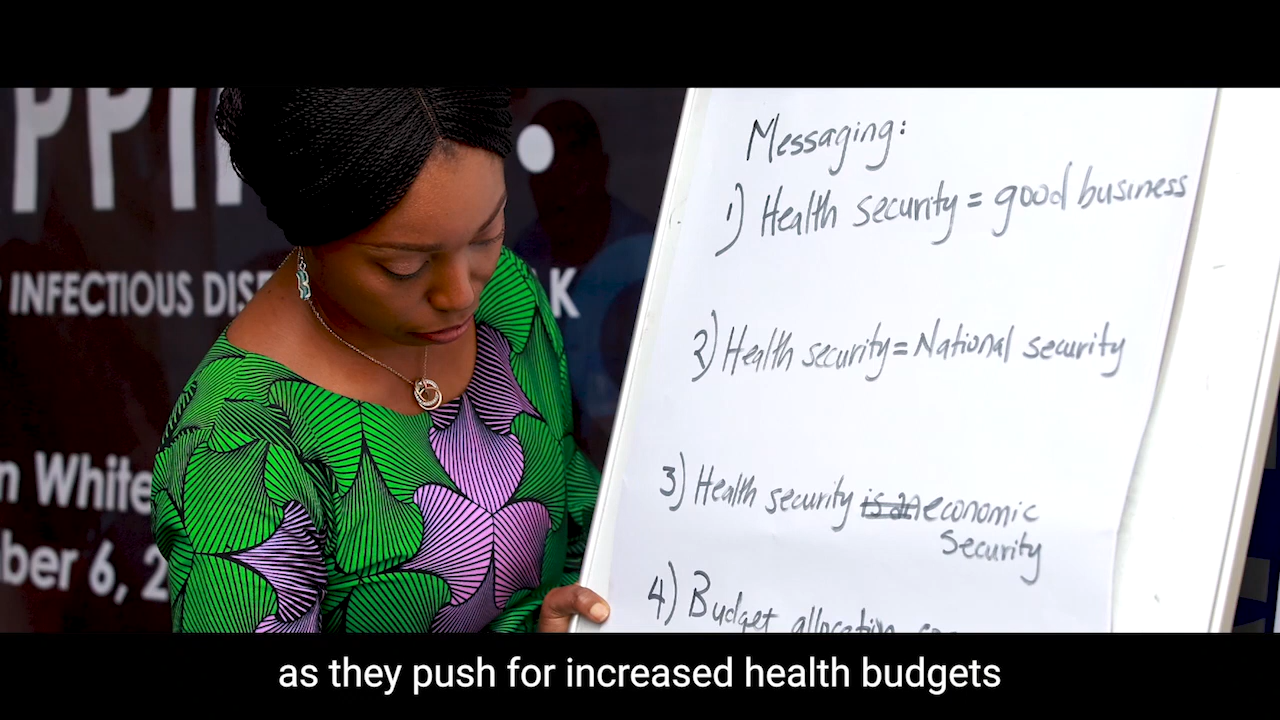 INFECTIOUS DIS
K
White
ber 6, 2
Messaging:
1) Health security = good business
2) Health security = National security
3) Health security is an economic
Security
4) Budget allocation
as they push for increased health budgets